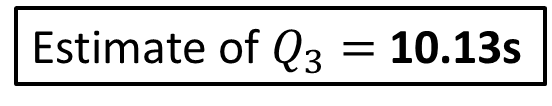 Estimate of Q₃ = 10.13s